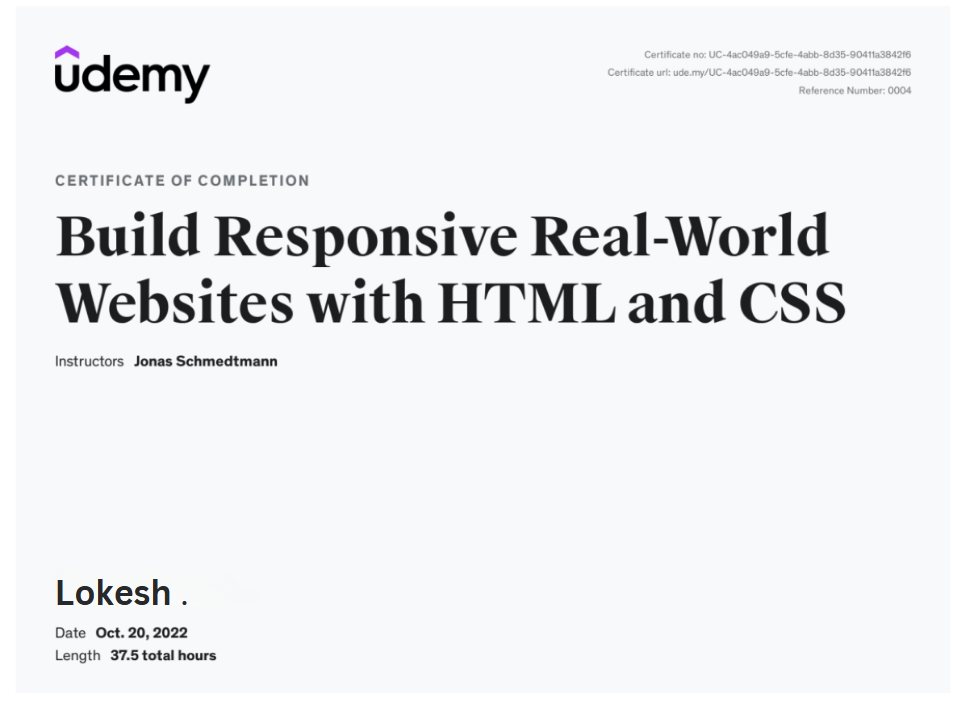 udemy
Certificate no: UC-4ac049a9-5cfe-4abb-8d35-90411a3842f6
Certificate url: ude.my/UC-4ac049a9-5cfe-4abb-8d35-90411a3842f6
Reference Number: 0004
CERTIFICATE OF COMPLETION
Build Responsive Real-World
Websites with HTML and CSS
Instructors Jonas Schmedtmann
Lokesh .
Date Oct. 20, 2022
Length 37.5 total hours